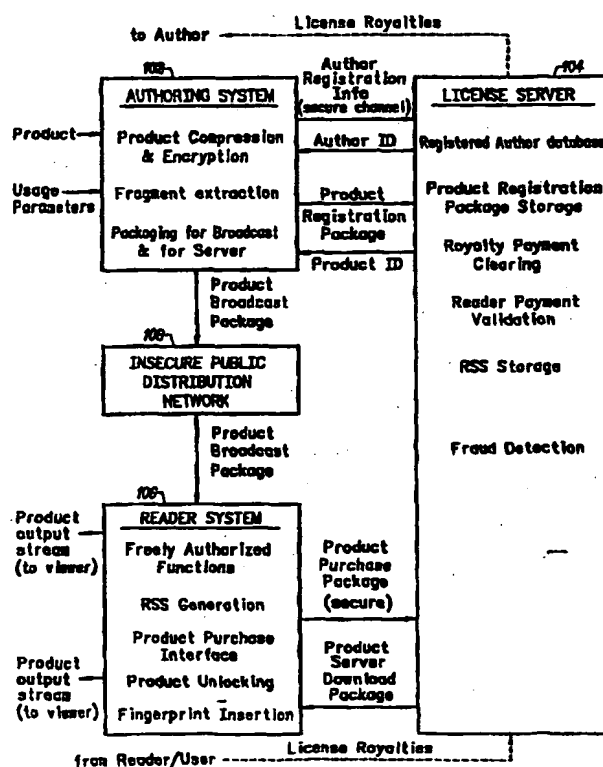 License Royalties
to Author
102
AUTHORING SYSTEM
Product Compression
& Encryption
Fragment extraction
Packaging for Broadcast
& for Server
Product
Usage
Parameters
Author
Registration
Info
(secure channel)
Author ID
Product
Registration
Package
Product ID
104
LICENSE SERVER
Registered Author database
Product Registration
Package Storage
Royalty Payment
Clearing
Reader Payment
Validation
RSS Storage
Fraud Detection
Product
Broadcast
Package
108
INSECURE PUBLIC
DISTRIBUTION
NETWORK
Product
Broadcast
Package
106
READER SYSTEM
Freely Authorized
Functions
RSS Generation
Product Purchase
Interface
Product Unlocking
Fingerprint Insertion
Product
output
stream
(to viewer)
Product
output
stream
(to viewer)
Product
Purchase
Package
(secure)
Product
Server
Download
Package
License Royalties
from Reader/User